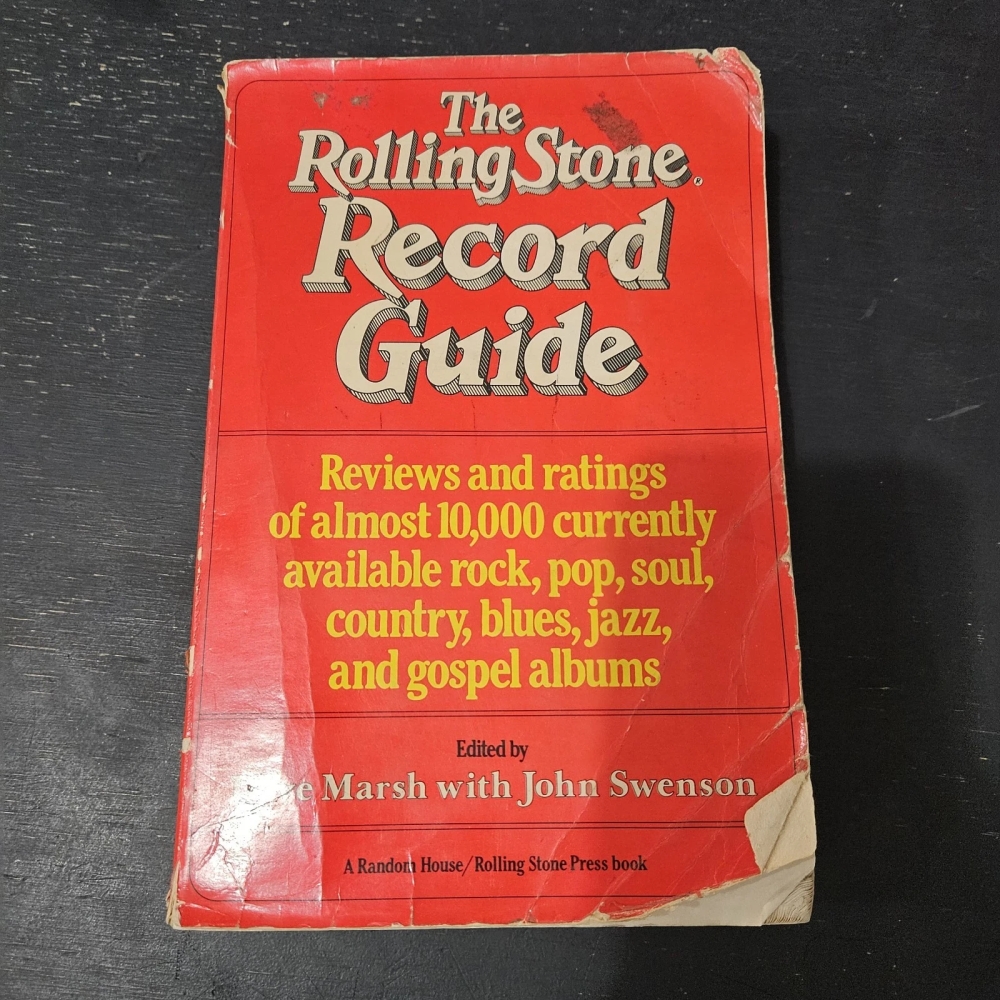 The
Rolling Stone®
Record
Guide
Reviews and ratings
of almost 10,000 currently
available rock, pop, soul,
country, blues, jazz,
and gospel albums
Edited by
Marsh with John Swenson
A Random House/Rolling Stone Press book